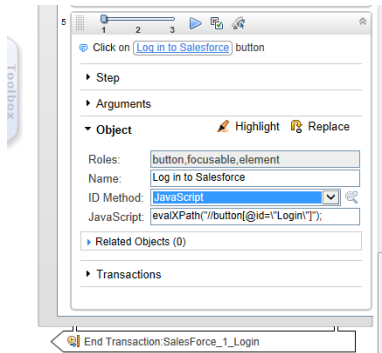 5
1 2 3
Click on Log in to Salesforce button
Step
Arguments
Object Highlight Replace
Roles: button,focusable,element
Name: Log in to Salesforce
ID Method: JavaScript
JavaScript: evalXPath("//button[@id=\"Login\"]");
Related Objects (0)
Transactions
End Transaction:SalesForce_1_Login
Toolbox